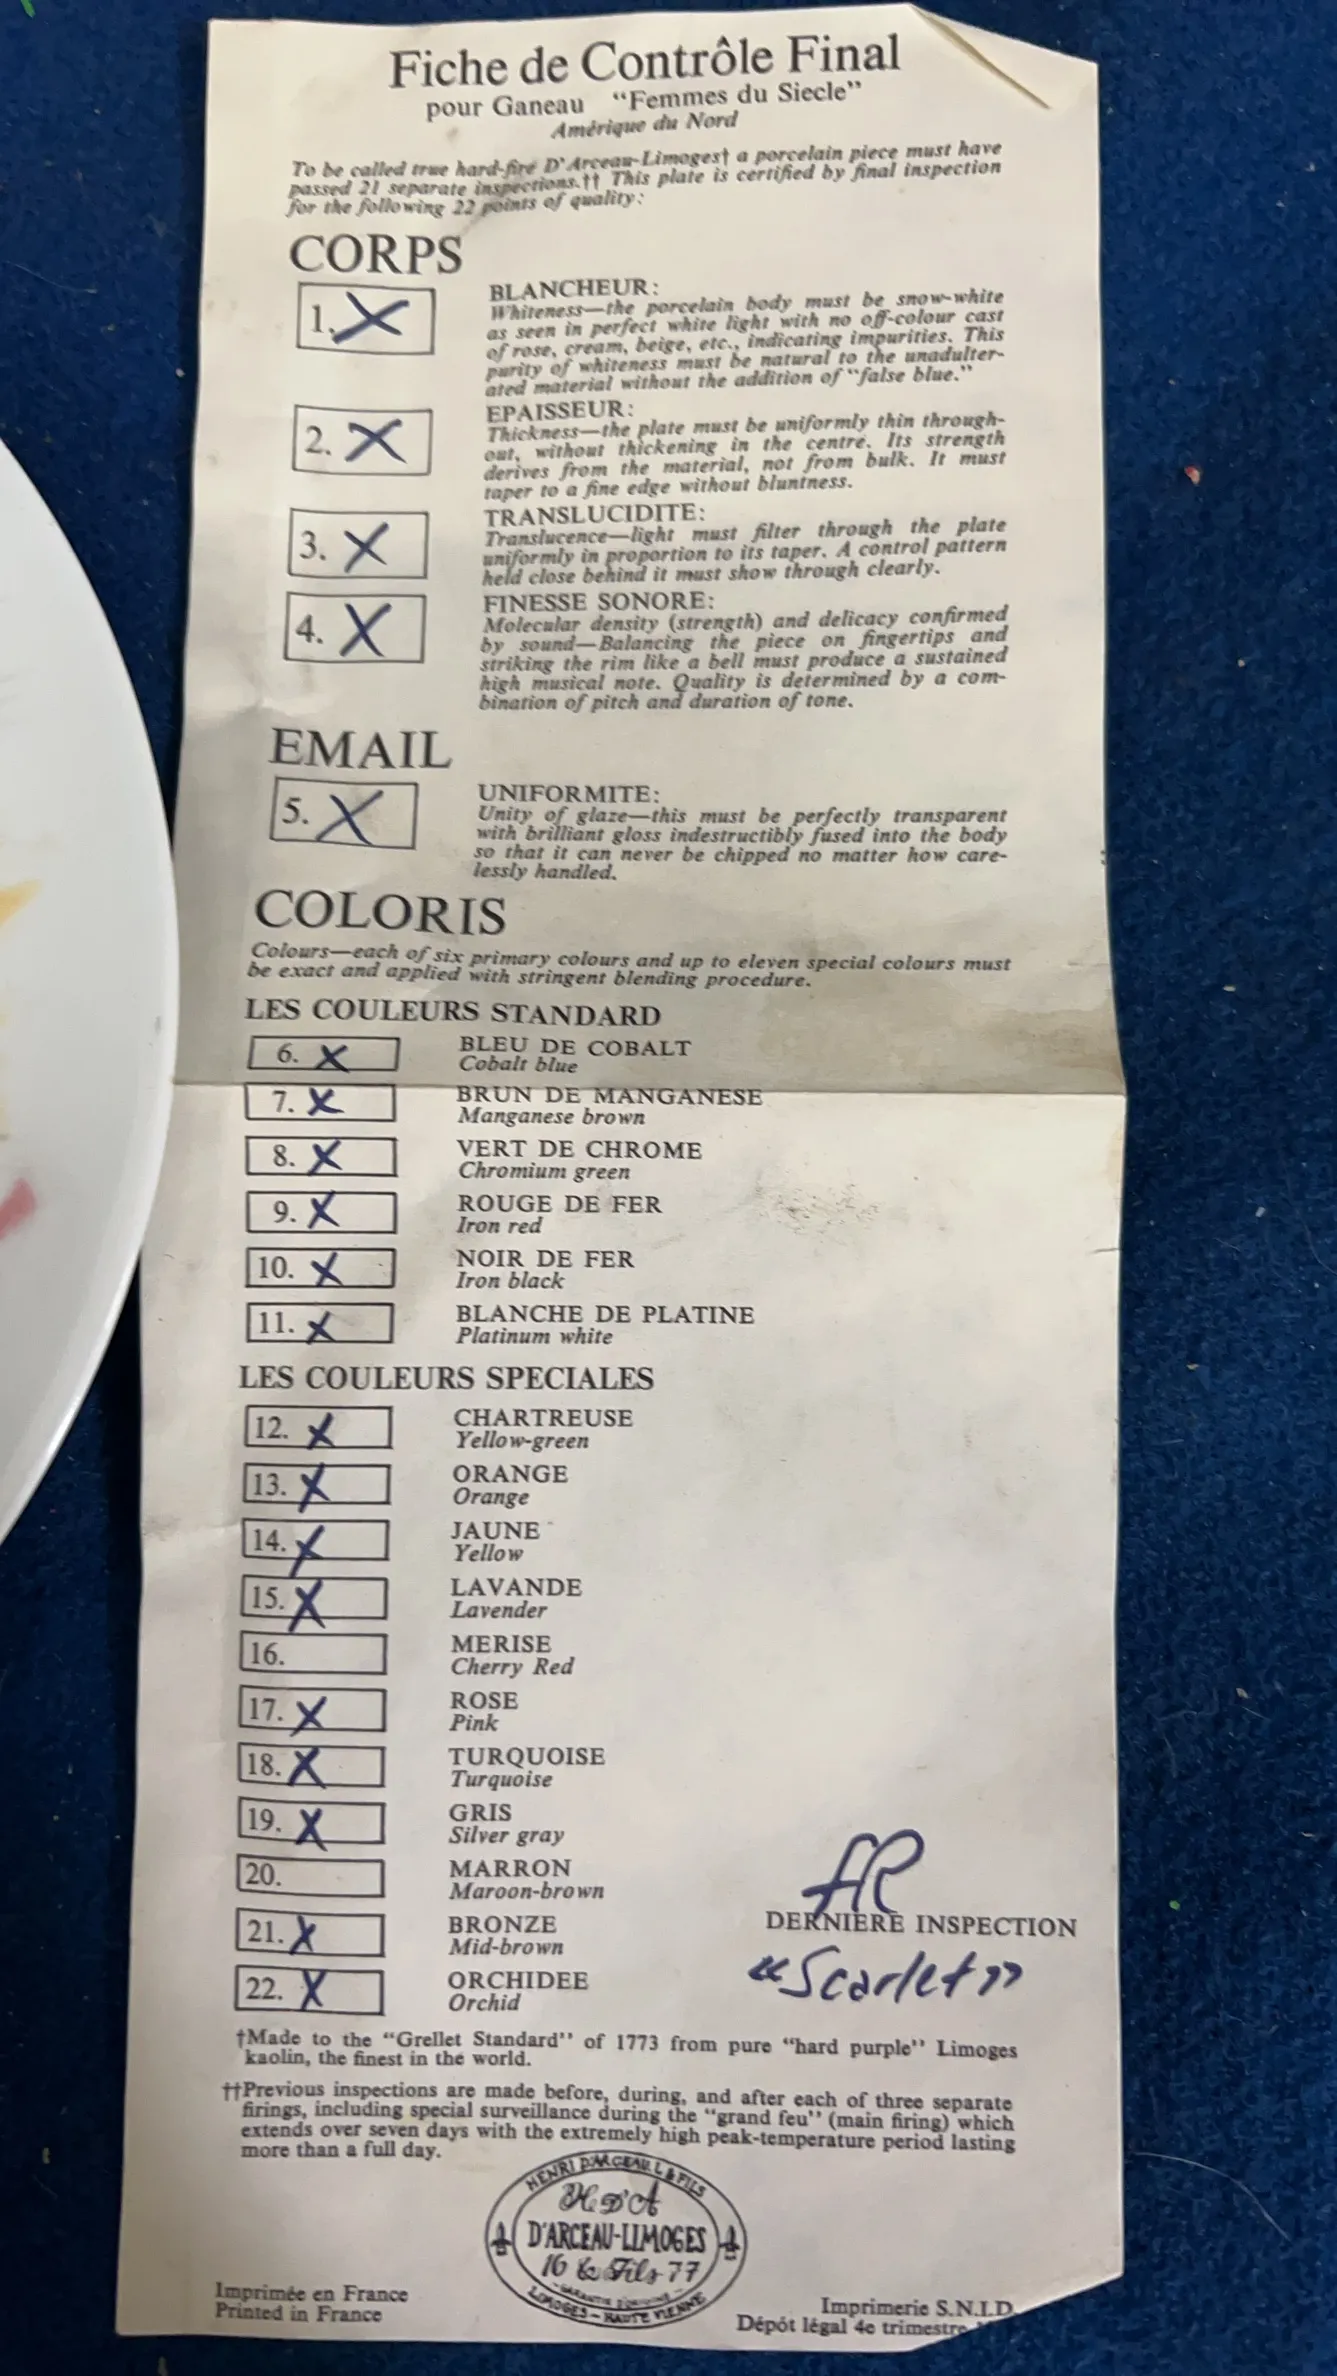 Fiche de Contrôle Final
pour Ganeau "Femmes du Siecle"
Amérique du Nord
To be called true hard-fire D'Arceau-Limoges† a porcelain piece must have
passed 21 separate inspections.†† This plate is certified by final inspection
for the following 22 points of quality:
CORPS
1. X
BLANCHEUR:
Whiteness—the porcelain body must be snow-white
as seen in perfect white light with no off-colour cast
of rose, cream, beige, etc., indicating impurities. This
purity of whiteness must be natural to the unadulter-
ated material without the addition of "false blue."
2. X
EPAISSEUR:
Thickness—the plate must be uniformly thin through-
out, without thickening in the centre. Its strength
derives from the material, not from bulk. It must
taper to a fine edge without bluntness.
3. X
TRANSLUCIDITE:
Translucence—light must filter through the plate
uniformly in proportion to its taper. A control pattern
held close behind it must show through clearly.
4. X
FINESSE SONORE:
Molecular density (strength) and delicacy confirmed
by sound—Balancing the piece on fingertips and
striking the rim like a bell must produce a sustained
high musical note. Quality is determined by a com-
bination of pitch and duration of tone.
EMAIL
5. X
UNIFORMITE:
Unity of glaze—this must be perfectly transparent
with brilliant gloss indestructibly fused into the body
so that it can never be chipped no matter how care-
lessly handled.
COLORIS
Colours—each of six primary colours and up to eleven special colours must
be exact and applied with stringent blending procedure.
LES COULEURS STANDARD
6. X BLEU DE COBALT
Cobalt blue
7. X BRUN DE MANGANESE
Manganese brown
8. X VERT DE CHROME
Chromium green
9. X ROUGE DE FER
Iron red
10. X NOIR DE FER
Iron black
11. X BLANCHE DE PLATINE
Platinum white
LES COULEURS SPECIALES
12. X CHARTREUSE
Yellow-green
13. X ORANGE
Orange
14. X JAUNE
Yellow
15. X LAVANDE
Lavender
16. MERISE
Cherry Red
17. X ROSE
Pink
18. X TURQUOISE
Turquoise
19. X GRIS
Silver gray
20. MARRON
Maroon-brown
21. X BRONZE
Mid-brown
22. X ORCHIDEE
Orchid
AR
DERNIERE INSPECTION
«Scarlet»
†Made to the "Grellet Standard" of 1773 from pure "hard purple" Limoges
kaolin, the finest in the world.
††Previous inspections are made before, during, and after each of three separate
firings, including special surveillance during the "grand feu" (main firing) which
extends over seven days with the extremely high peak-temperature period lasting
more than a full day.
HENRI D'ARCEAU L & FILS
H D'A
D'ARCEAU-LIMOGES
16 & Fils 77
LIMOGES - HAUTE VIENNE
Imprimée en France
Printed in France
Imprimerie S.N.I.D.
Dépôt légal 4e trimestre